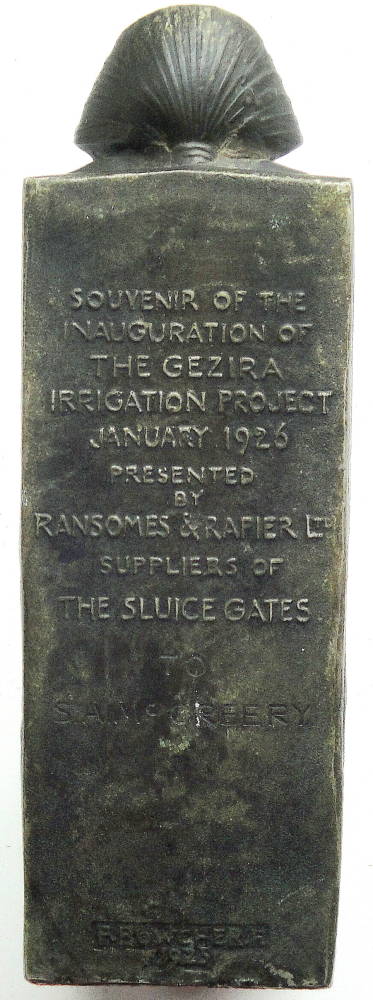 SOUVENIR OF THE
INAUGURATION OF
THE GEZIRA
IRRIGATION PROJECT
JANUARY 1926
PRESENTED
BY
RANSOMES & RAPIER LTD
SUPPLIERS OF
THE SLUICE GATES
TO
S.A. McCREERY
1925